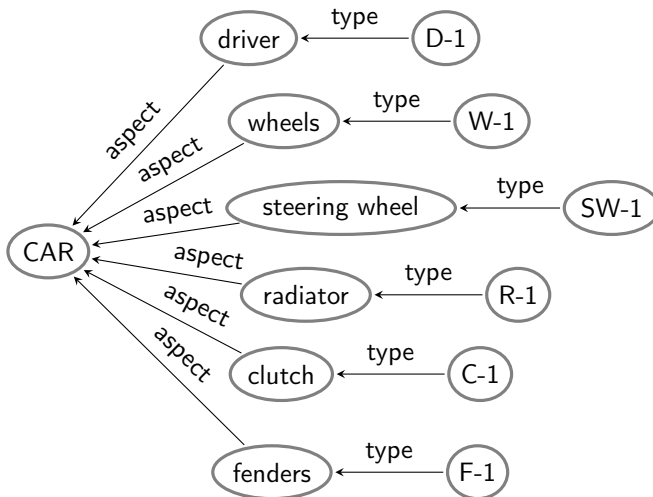 driver
type
D-1
aspect
wheels
type
W-1
aspect
steering wheel
type
SW-1
aspect
CAR
radiator
type
R-1
aspect
clutch
type
C-1
aspect
fenders
type
F-1
aspect